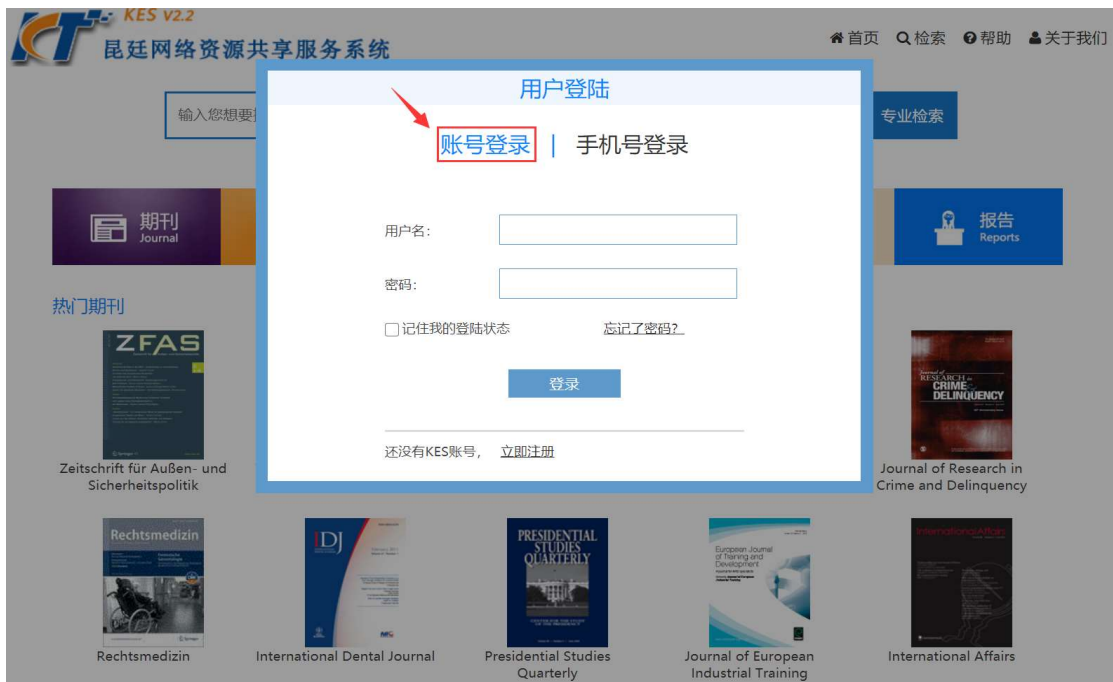 KES V2.2
昆廷网络资源共享服务系统
首页 检索 帮助 关于我们
用户登陆
输入您想要
专业检索
账号登录 | 手机号登录
期刊
Journal
报告
Reports
用户名:
密码:
记住我的登陆状态 忘记了密码?
登录
还没有KES账号, 立即注册
热门期刊
ZFAS
Springer
Journal of
RESEARCH in
CRIME and
DELINQUENCY
Zeitschrift für Außen- und
Sicherheitspolitik
Journal of Research in
Crime and Delinquency
Rechtsmedizin
Springer
IDJ
PRESIDENTIAL
STUDIES
QUARTERLY
European Journal
of Training and
Development
International Affairs
Rechtsmedizin
International Dental Journal
Presidential Studies
Quarterly
Journal of European
Industrial Training
International Affairs